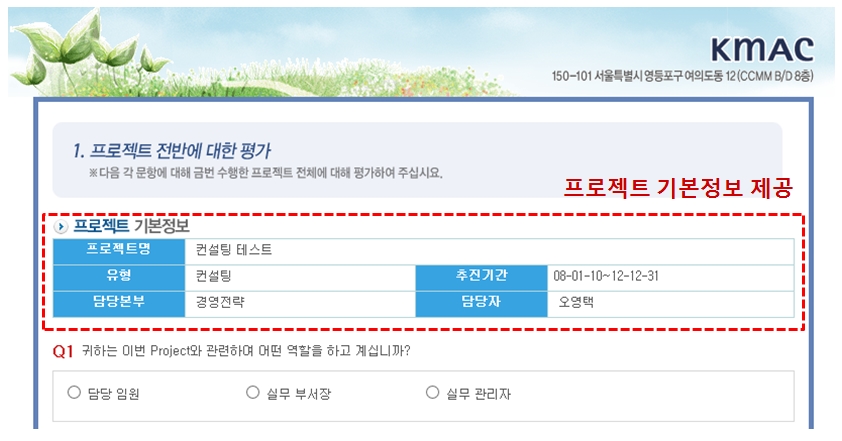 KMAC
150-101 서울특별시 영등포구 여의도동 12(CCMM B/D 8층)
1. 프로젝트 전반에 대한 평가
※다음 각 문항에 대해 금번 수행한 프로젝트 전체에 대해 평가하여 주십시요.
프로젝트 기본정보 제공
프로젝트 기본정보
프로젝트명 컨설팅 테스트
유형 컨설팅 추진기간 08-01-10~12-12-31
담당본부 경영전략 담당자 오영택
Q1 귀하는 이번 Project와 관련하여 어떤 역할을 하고 계십니까?
담당 임원 실무 부서장 실무 관리자